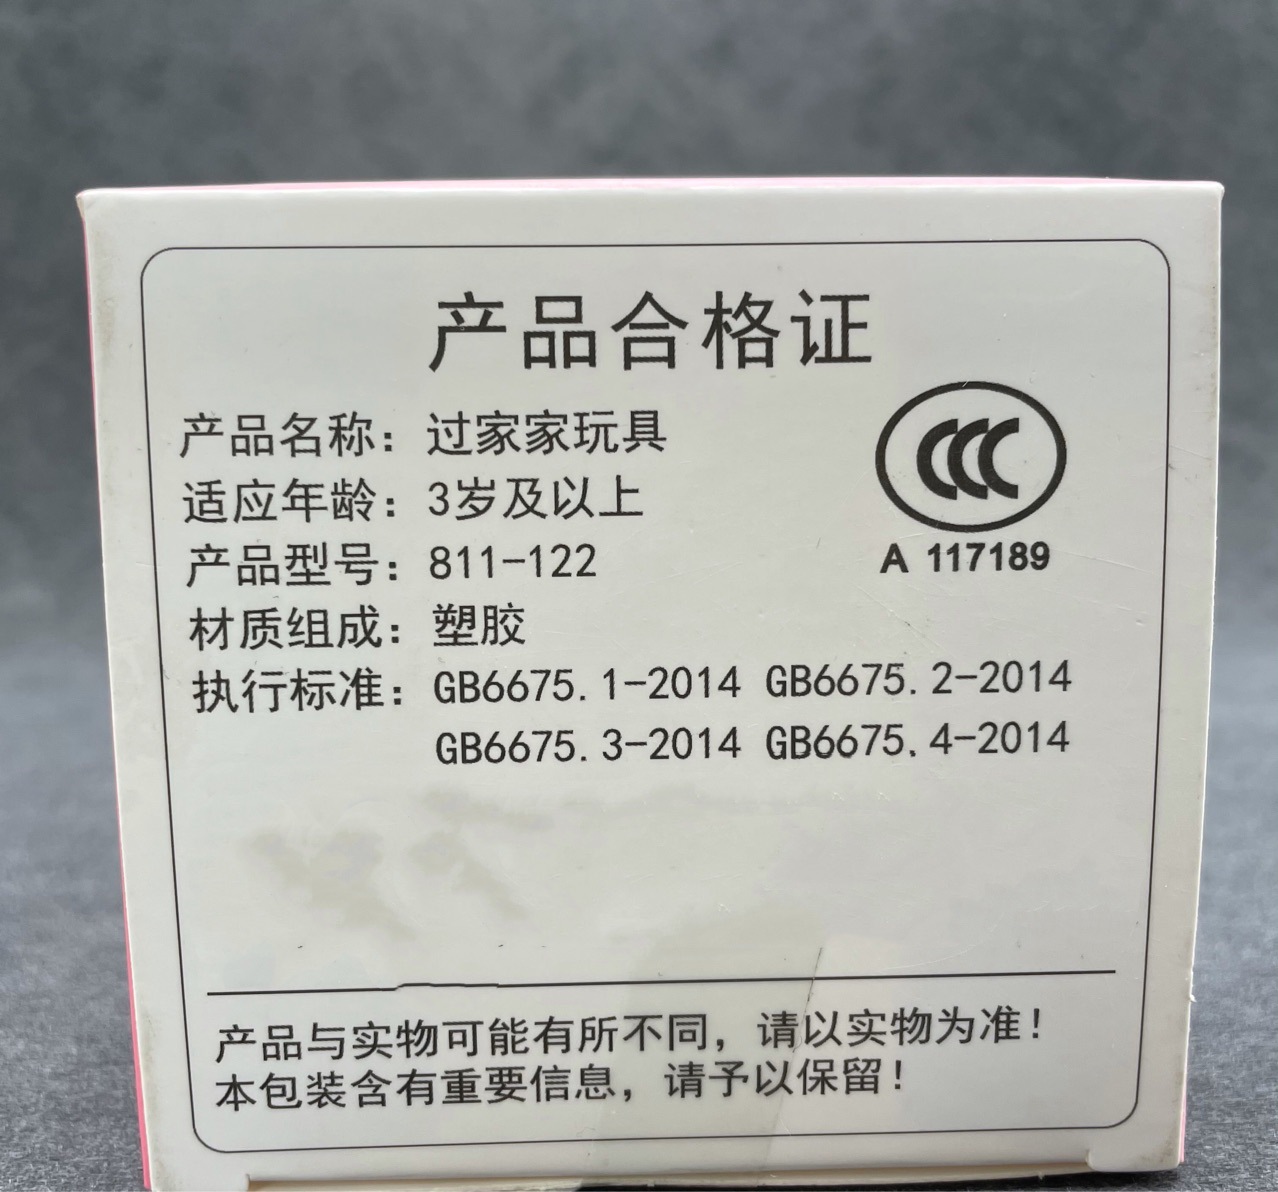 产品合格证
产品名称：过家家玩具
适应年龄：3岁及以上
产品型号：811-122
材质组成：塑胶
执行标准：GB6675.1-2014 GB6675.2-2014
GB6675.3-2014 GB6675.4-2014
CCC
A 117189
产品与实物可能有所不同，请以实物为准！
本包装含有重要信息，请予以保留！